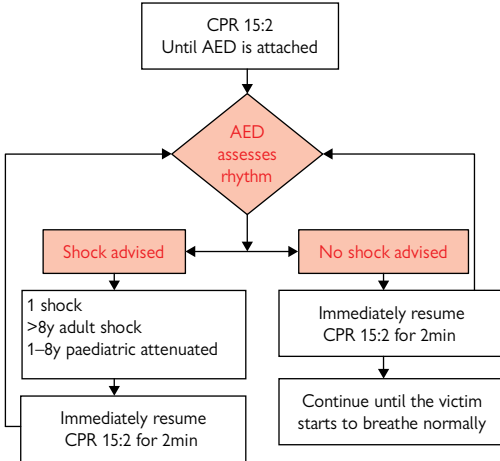 CPR 15:2
Until AED is attached
AED
assesses
rhythm
Shock advised
No shock advised
1 shock
>8y adult shock
1–8y paediatric attenuated
Immediately resume
CPR 15:2 for 2min
Immediately resume
CPR 15:2 for 2min
Continue until the victim
starts to breathe normally